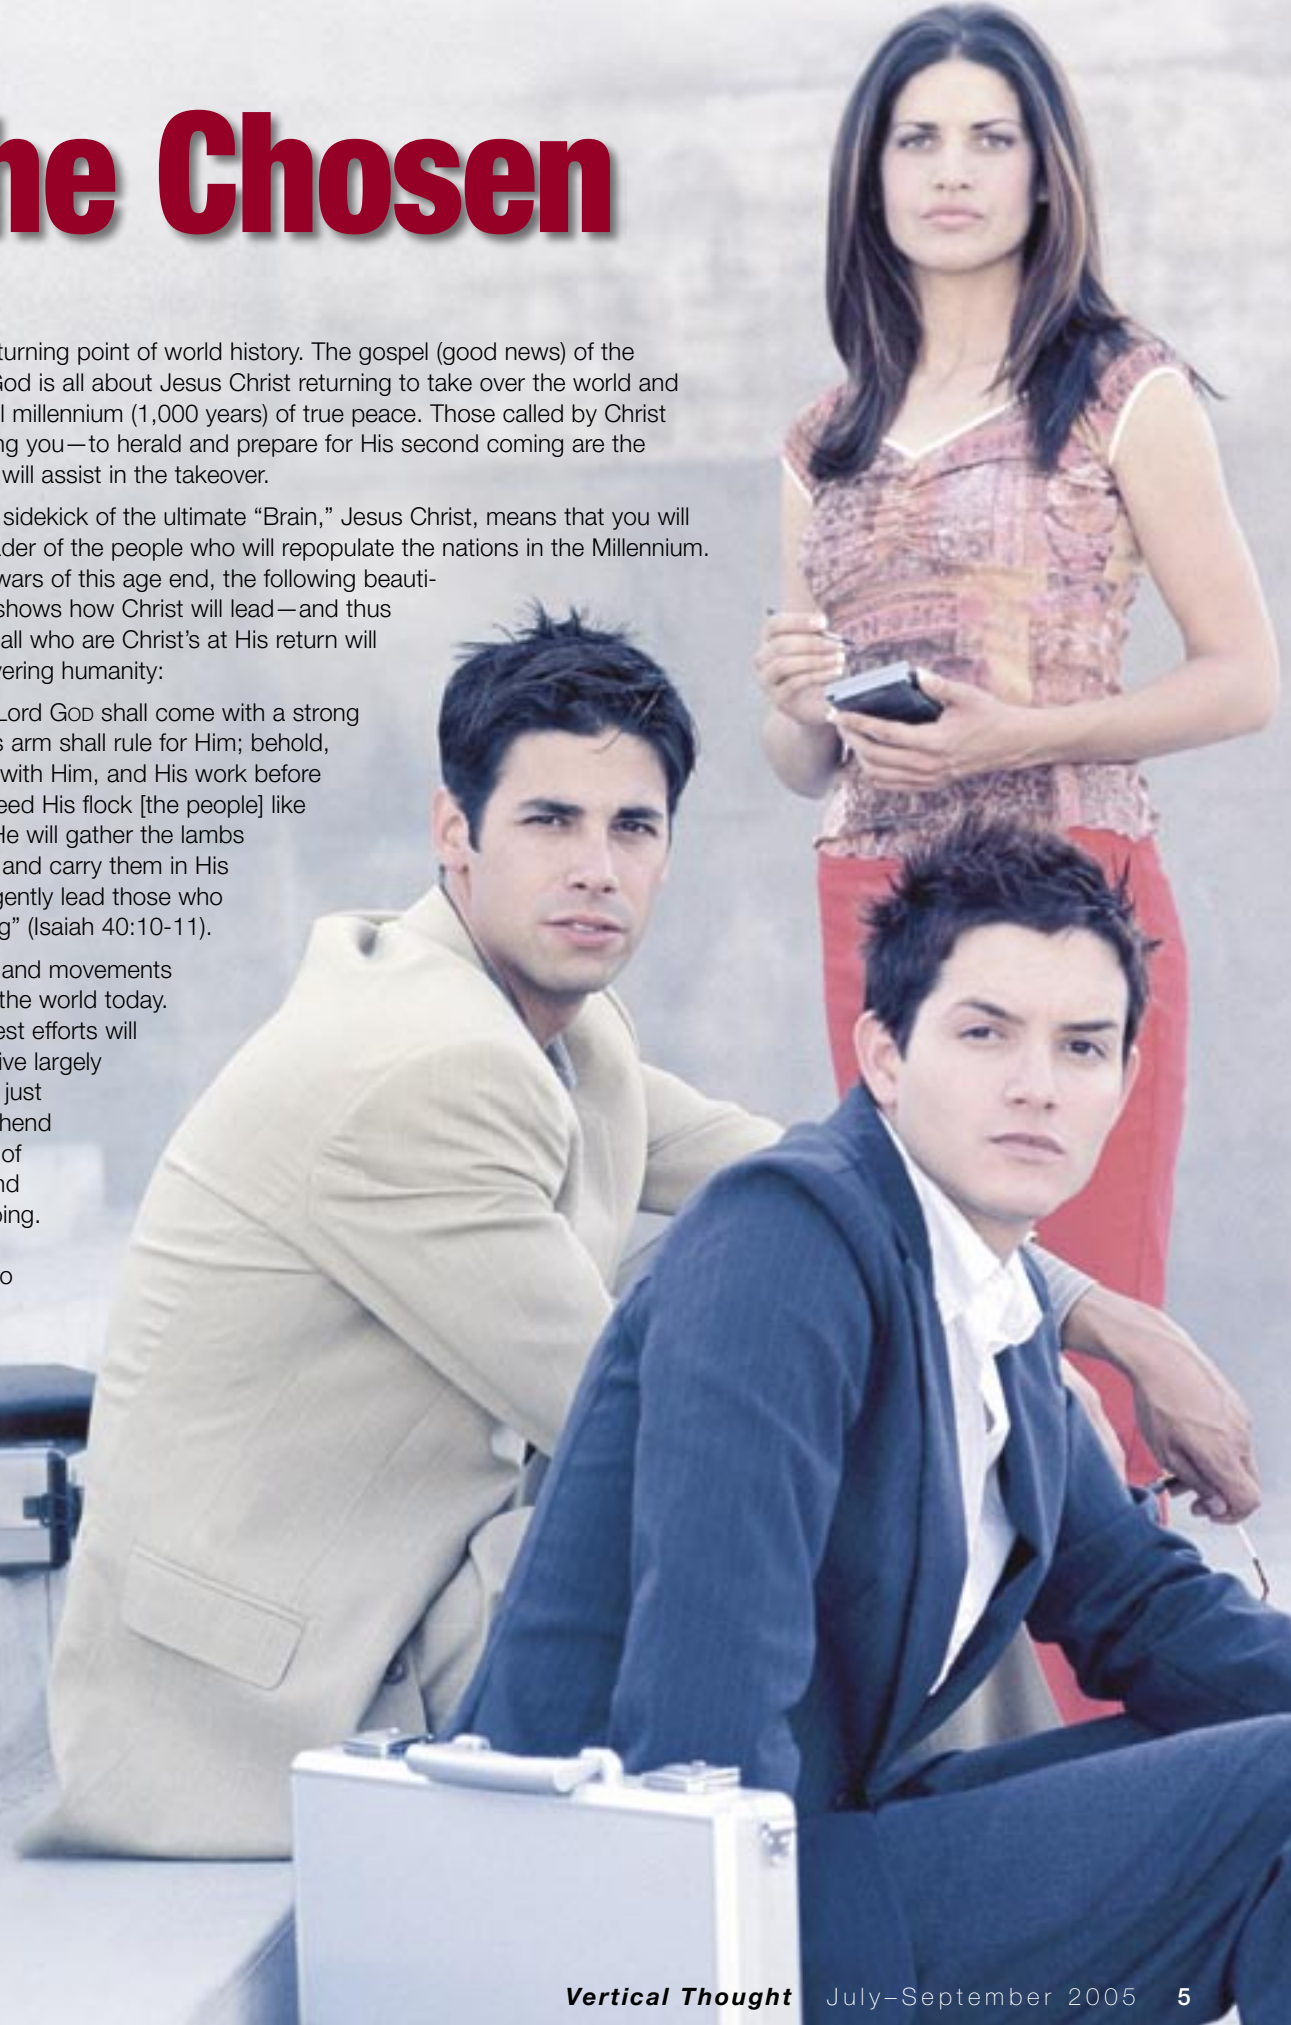 he Chosen
turning point of world history. The gospel (good news) of the
God is all about Jesus Christ returning to take over the world and
l millennium (1,000 years) of true peace. Those called by Christ
ng you—to herald and prepare for His second coming are the
will assist in the takeover.
sidekick of the ultimate “Brain,” Jesus Christ, means that you will
der of the people who will repopulate the nations in the Millennium.
wars of this age end, the following beauti-
shows how Christ will lead—and thus
all who are Christ’s at His return will
vering humanity:
Lord GOD shall come with a strong
s arm shall rule for Him; behold,
with Him, and His work before
eed His flock [the people] like
He will gather the lambs
and carry them in His
gently lead those who
g” (Isaiah 40:10-11).
and movements
the world today.
est efforts will
ive largely
just
hend
of
nd
ping.
o
Vertical Thought July–September 2005 5